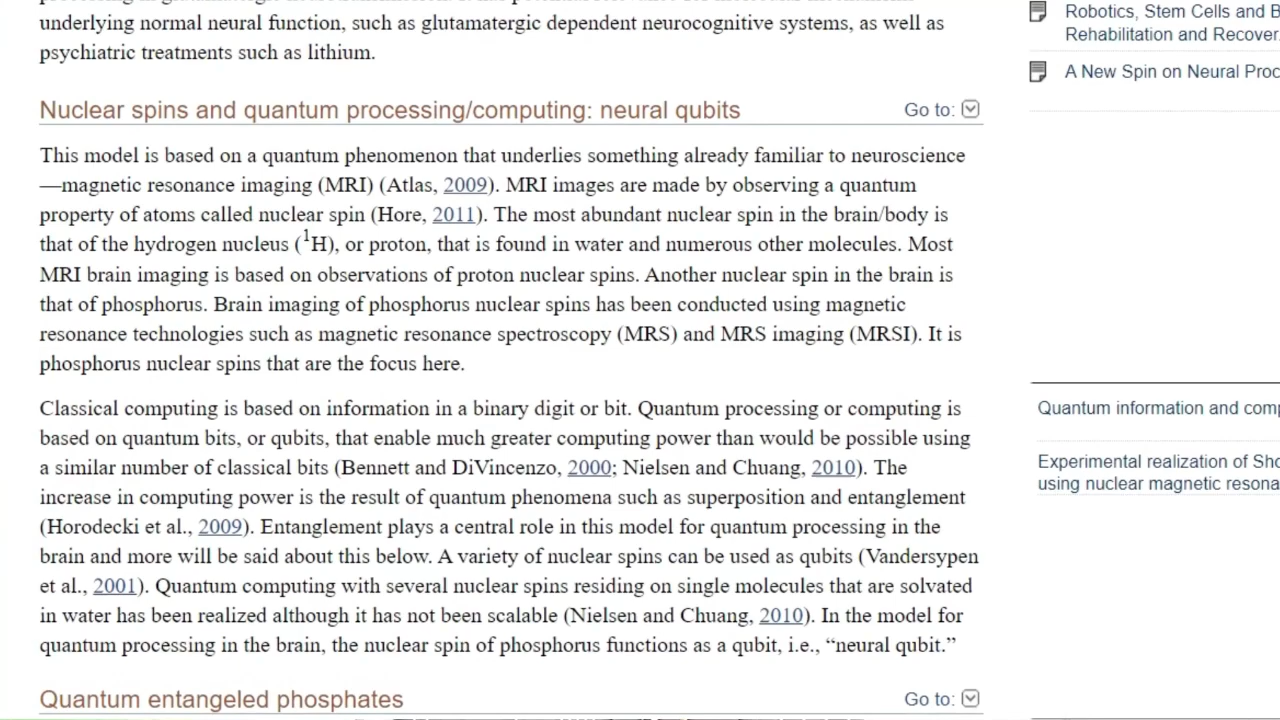 underlying normal neural function, such as glutamatergic dependent neurocognitive systems, as well as
psychiatric treatments such as lithium.
Nuclear spins and quantum processing/computing: neural qubits
Go to:
This model is based on a quantum phenomenon that underlies something already familiar to neuroscience
—magnetic resonance imaging (MRI) (Atlas, 2009). MRI images are made by observing a quantum
property of atoms called nuclear spin (Hore, 2011). The most abundant nuclear spin in the brain/body is
that of the hydrogen nucleus (¹H), or proton, that is found in water and numerous other molecules. Most
MRI brain imaging is based on observations of proton nuclear spins. Another nuclear spin in the brain is
that of phosphorus. Brain imaging of phosphorus nuclear spins has been conducted using magnetic
resonance technologies such as magnetic resonance spectroscopy (MRS) and MRS imaging (MRSI). It is
phosphorus nuclear spins that are the focus here.
Classical computing is based on information in a binary digit or bit. Quantum processing or computing is
based on quantum bits, or qubits, that enable much greater computing power than would be possible using
a similar number of classical bits (Bennett and DiVincenzo, 2000; Nielsen and Chuang, 2010). The
increase in computing power is the result of quantum phenomena such as superposition and entanglement
(Horodecki et al., 2009). Entanglement plays a central role in this model for quantum processing in the
brain and more will be said about this below. A variety of nuclear spins can be used as qubits (Vandersypen
et al., 2001). Quantum computing with several nuclear spins residing on single molecules that are solvated
in water has been realized although it has not been scalable (Nielsen and Chuang, 2010). In the model for
quantum processing in the brain, the nuclear spin of phosphorus functions as a qubit, i.e., “neural qubit.”
Quantum entangeled phosphates
Go to:
Robotics, Stem Cells and
Rehabilitation and Recover
A New Spin on Neural Proc
Quantum information and comp
Experimental realization of Sho
using nuclear magnetic resona